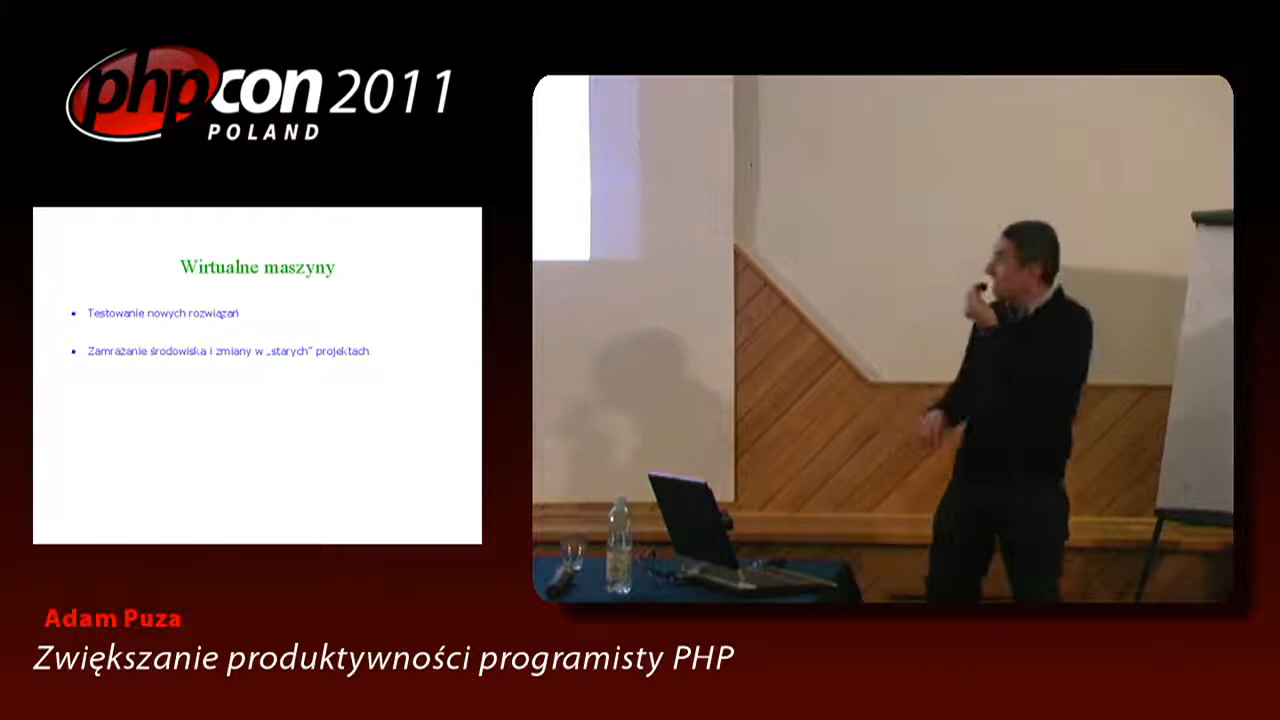 phpcon 2011
POLAND
Wirtualne maszyny
Testowanie nowych rozwiązań
Zamrażanie środowiska i zmiany w „starych” projektach
Adam Puza
Zwiększanie produktywności programisty PHP